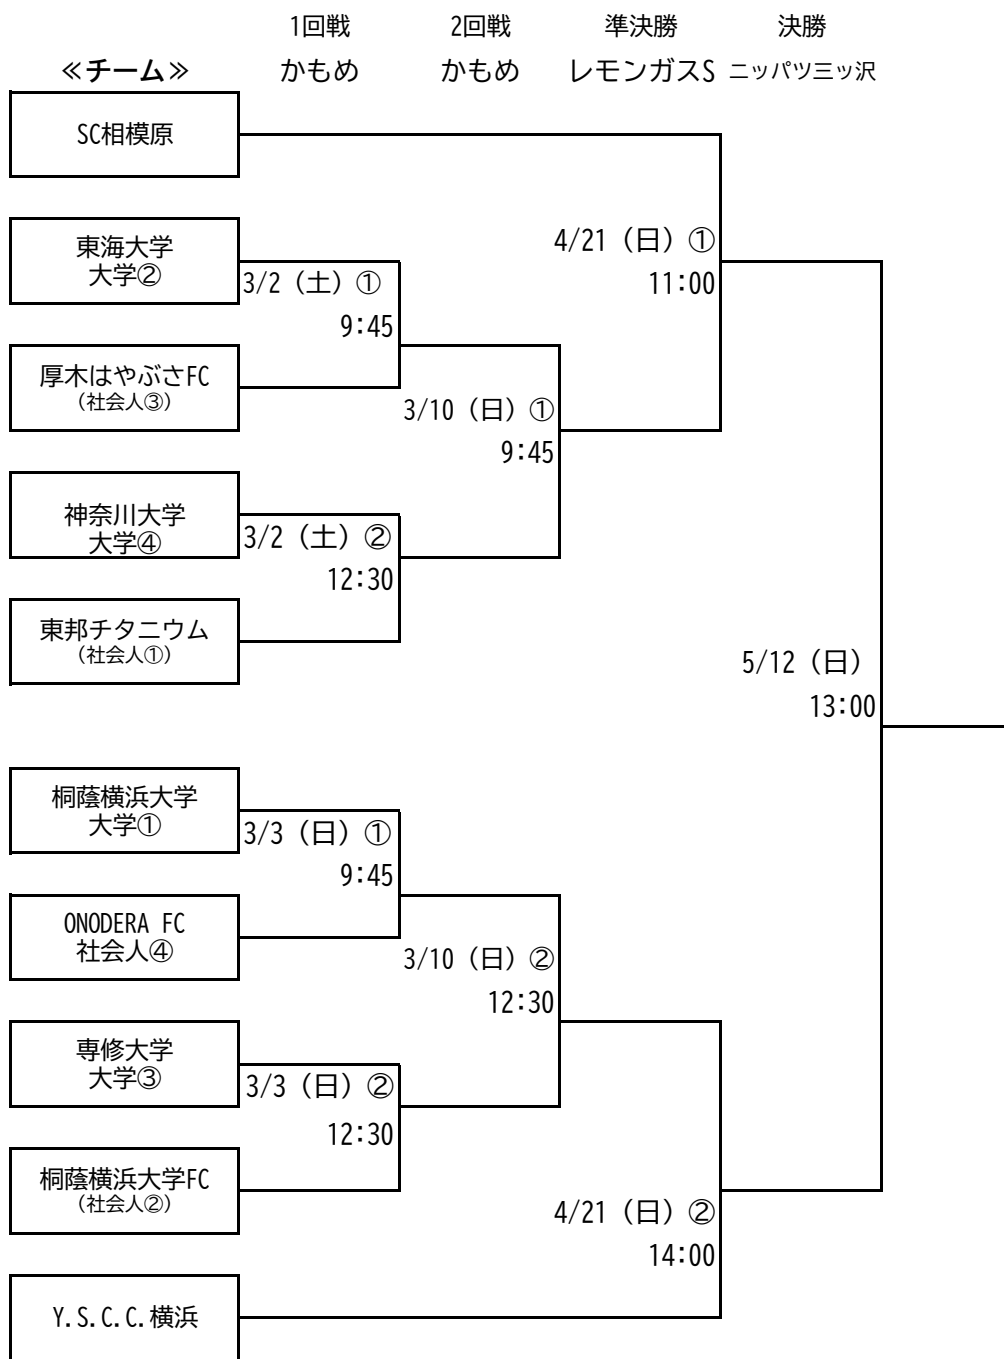 1回戦 2回戦 準決勝 決勝
≪チーム≫ かもめ かもめ レモンガスS ニッパツ三ッ沢
SC相模原
4/21（日）①
11:00
東海大学
大学②
3/2（土）①
9:45
厚木はやぶさFC
（社会人③）
3/10（日）①
9:45
神奈川大学
大学④
3/2（土）②
12:30
東邦チタニウム
（社会人①）
5/12（日）
13:00
桐蔭横浜大学
大学①
3/3（日）①
9:45
ONODERA FC
社会人④
3/10（日）②
12:30
専修大学
大学③
3/3（日）②
12:30
桐蔭横浜大学FC
（社会人②）
4/21（日）②
14:00
Y.S.C.C.横浜